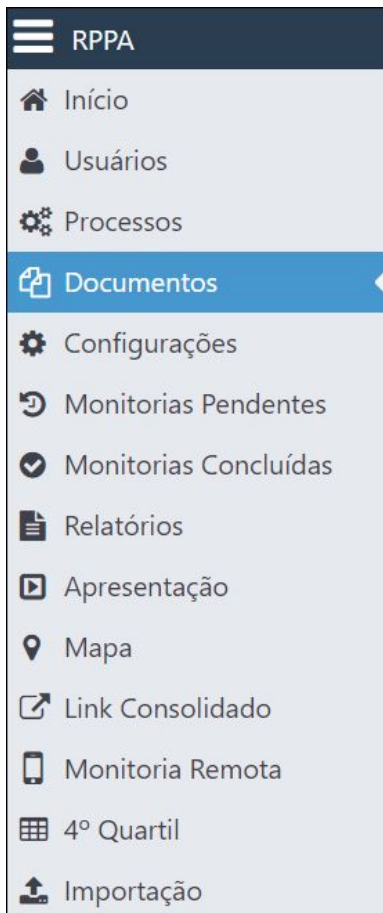 RPPA
Início
Usuários
Processos
Documentos
Configurações
Monitorias Pendentes
Monitorias Concluídas
Relatórios
Apresentação
Mapa
Link Consolidado
Monitoria Remota
4º Quartil
Importação